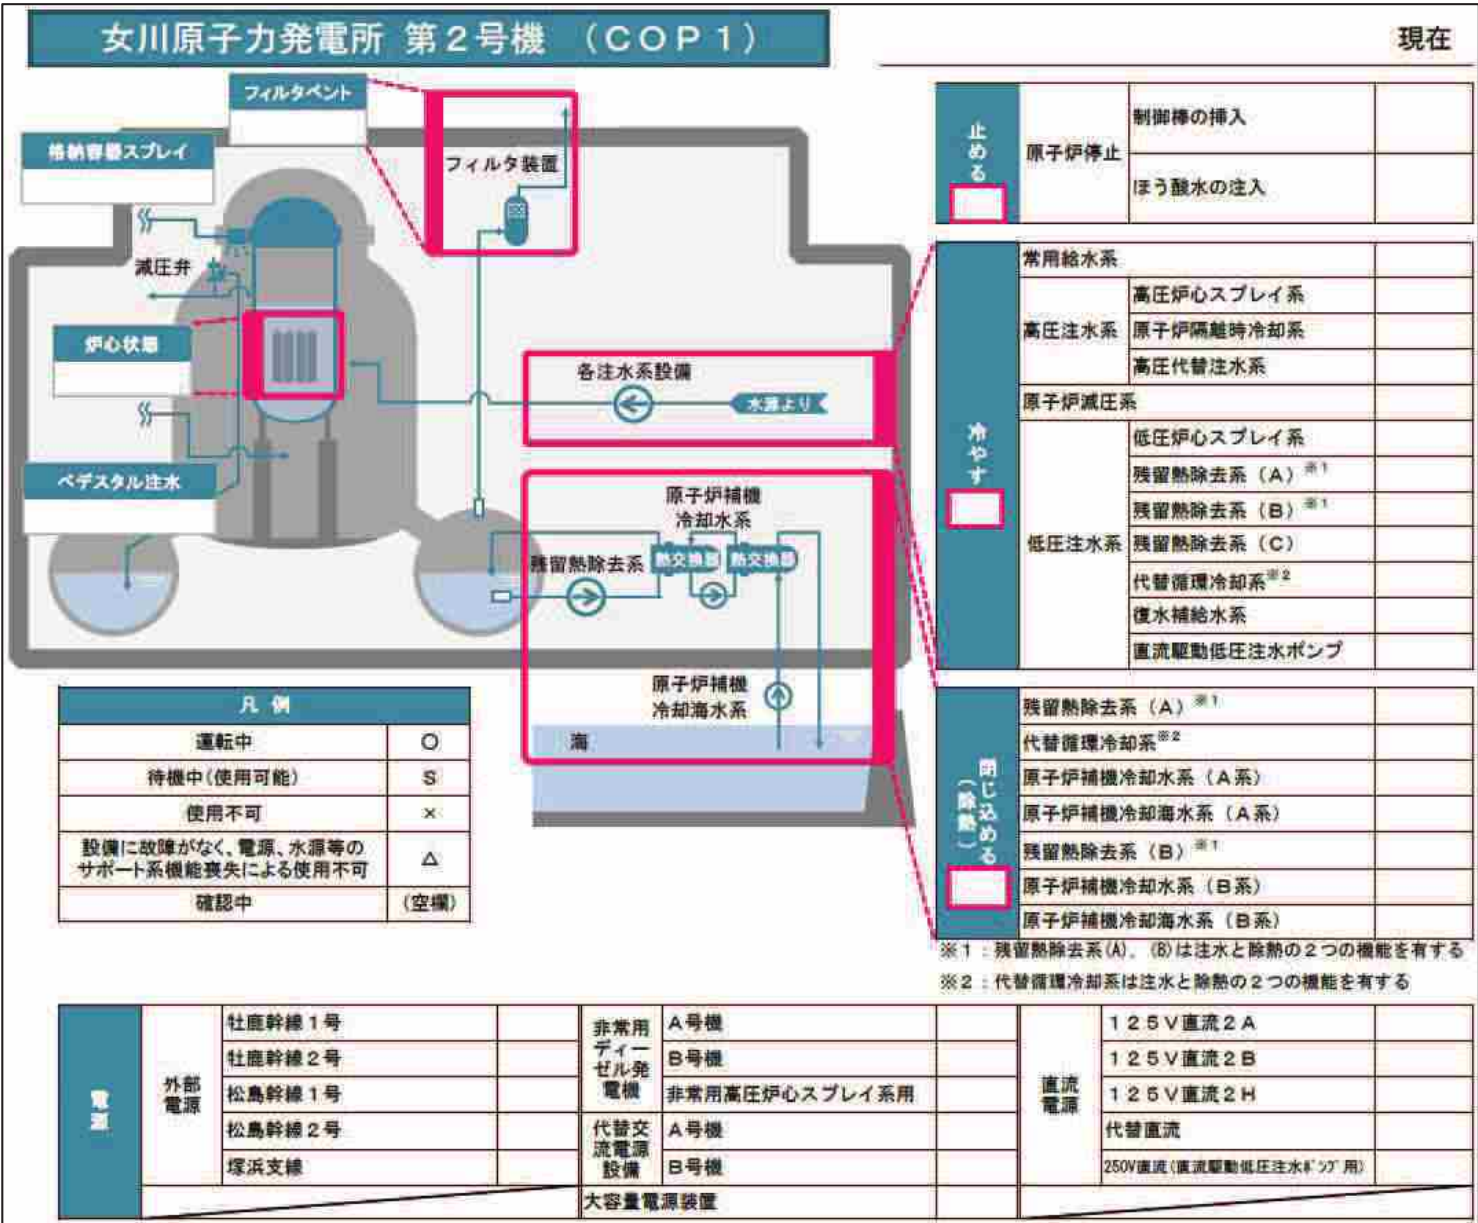 女川原子力発電所 第２号機 （ＣＯＰ１）
現在
フィルタベント
格納容器スプレイ
フィルタ装置
減圧弁
炉心状態
各注水系設備
水源より
ペデスタル注水
原子炉補機
冷却水系
残留熱除去系
熱交換器
熱交換器
原子炉補機
冷却海水系
海
凡 例
運転中 ○
待機中（使用可能） S
使用不可 ×
設備に故障がなく、電源、水源等の
サポート系機能喪失による使用不可 △
確認中 （空欄）
止める
原子炉停止
制御棒の挿入
ほう酸水の注入
冷やす
常用給水系
高圧注水系
高圧炉心スプレイ系
原子炉隔離時冷却系
高圧代替注水系
原子炉減圧系
低圧注水系
低圧炉心スプレイ系
残留熱除去系（A）※1
残留熱除去系（B）※1
残留熱除去系（C）
代替循環冷却系※2
復水補給水系
直流駆動低圧注水ポンプ
閉じ込める
（除熱）
残留熱除去系（A）※1
代替循環冷却系※2
原子炉補機冷却水系（A系）
原子炉補機冷却海水系（A系）
残留熱除去系（B）※1
原子炉補機冷却水系（B系）
原子炉補機冷却海水系（B系）
※1：残留熱除去系(A)、(B)は注水と除熱の２つの機能を有する
※2：代替循環冷却系は注水と除熱の２つの機能を有する
電源
外部
電源
牡鹿幹線１号
牡鹿幹線２号
松島幹線１号
松島幹線２号
塚浜支線
非常用
ディー
ゼル発
電機
A号機
B号機
非常用高圧炉心スプレイ系用
代替交
流電源
設備
A号機
B号機
大容量電源装置
直流
電源
１２５Ｖ直流２Ａ
１２５Ｖ直流２Ｂ
１２５Ｖ直流２Ｈ
代替直流
250V直流(直流駆動低圧注水ﾎﾟﾝﾌﾟ用)